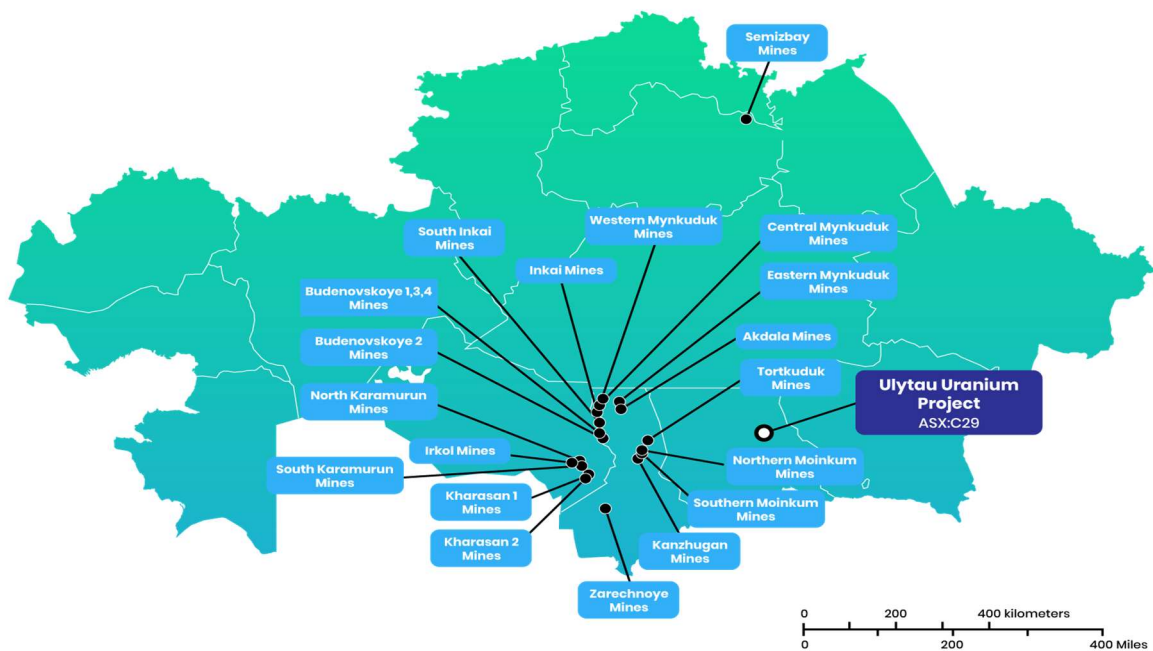 Semizbay
Mines
Western Mynkuduk
Mines
Central Mynkuduk
Mines
South Inkai
Mines
Inkai Mines
Eastern Mynkuduk
Mines
Budenovskoye 1,3,4
Mines
Akdala Mines
Budenovskoye 2
Mines
Tortkuduk
Mines
Ulytau Uranium
Project
ASX:C29
North Karamurun
Mines
Irkol Mines
South Karamurun
Mines
Northern Moinkum
Mines
Kharasan 1
Mines
Southern Moinkum
Mines
Kharasan 2
Mines
Kanzhugan
Mines
Zarechnoye
Mines
0 200 400 kilometers
0 200 400 Miles